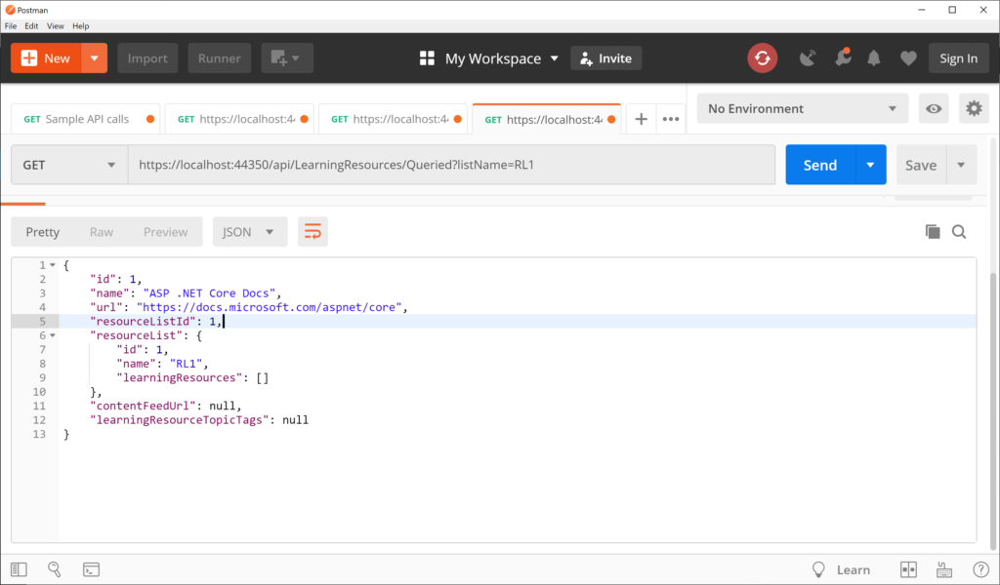 Postman
File Edit View Help
New Import Runner My Workspace Invite Sign In
GET Sample API calls GET https://localhost:44 GET https://localhost:44 GET https://localhost:44 No Environment
GET https://localhost:44350/api/LearningResources/Queried?listName=RL1 Send Save
Pretty Raw Preview JSON
1 {
2 "id": 1,
3 "name": "ASP .NET Core Docs",
4 "url": "https://docs.microsoft.com/aspnet/core",
5 "resourceListId": 1,
6 "resourceList": {
7 "id": 1,
8 "name": "RL1",
9 "learningResources": []
10 },
11 "contentFeedUrl": null,
12 "learningResourceTopicTags": null
13 }
Learn